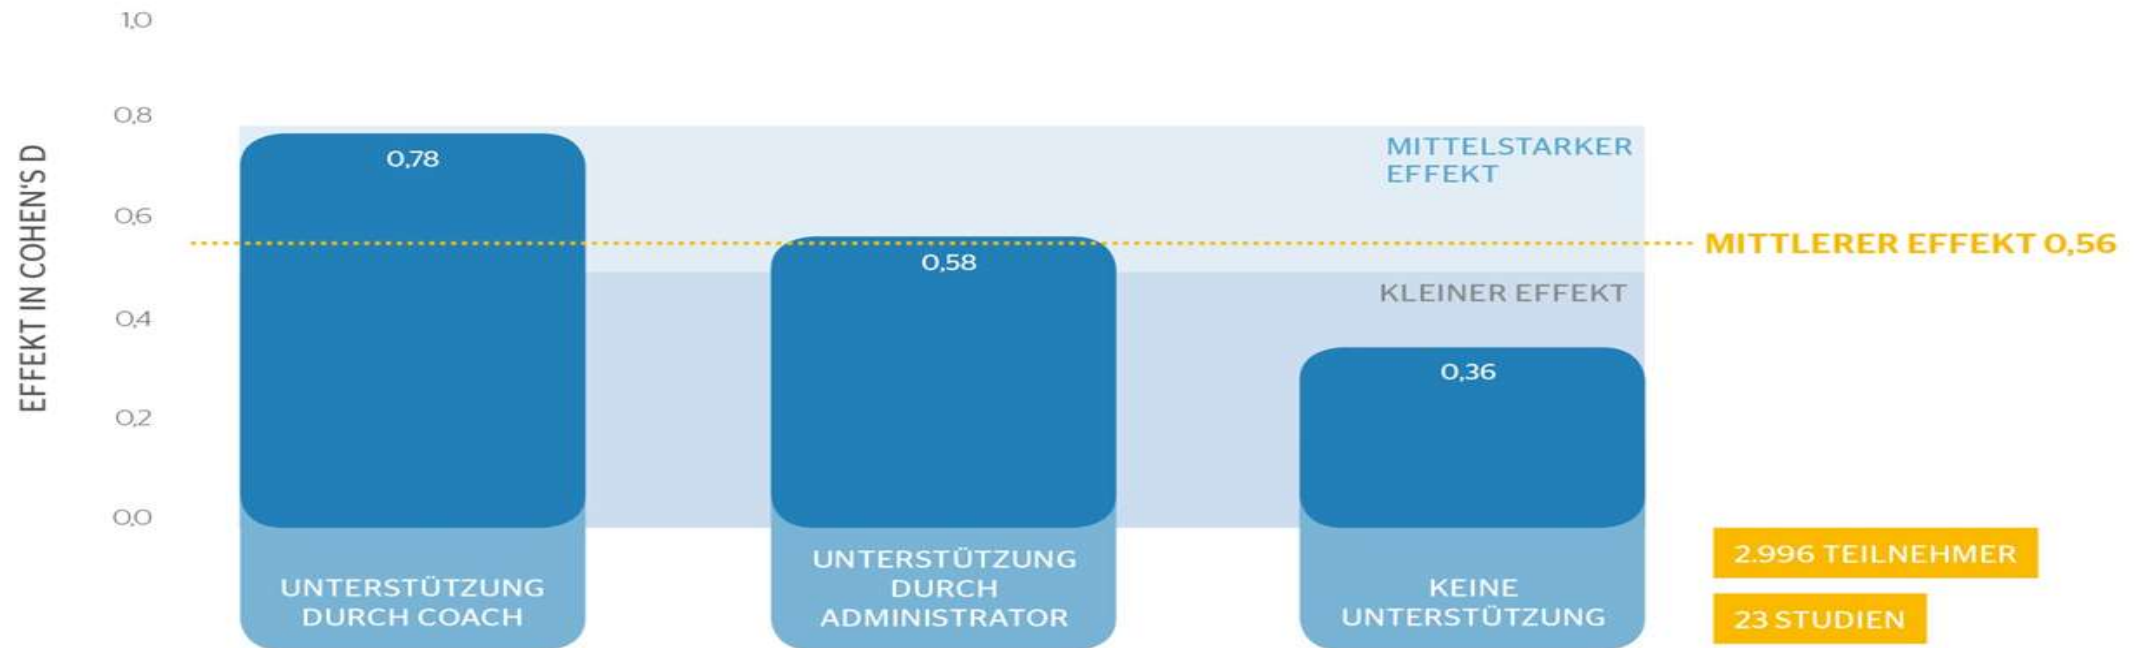 EFFEKT IN COHEN'S D
1,0
0,8
0,6
0,4
0,2
0,0
0,78
0,58
0,36
MITTELSTARKER
EFFEKT
MITTLERER EFFEKT 0,56
KLEINER EFFEKT
UNTERSTÜTZUNG
DURCH COACH
UNTERSTÜTZUNG
DURCH
ADMINISTRATOR
KEINE
UNTERSTÜTZUNG
2.996 TEILNEHMER
23 STUDIEN